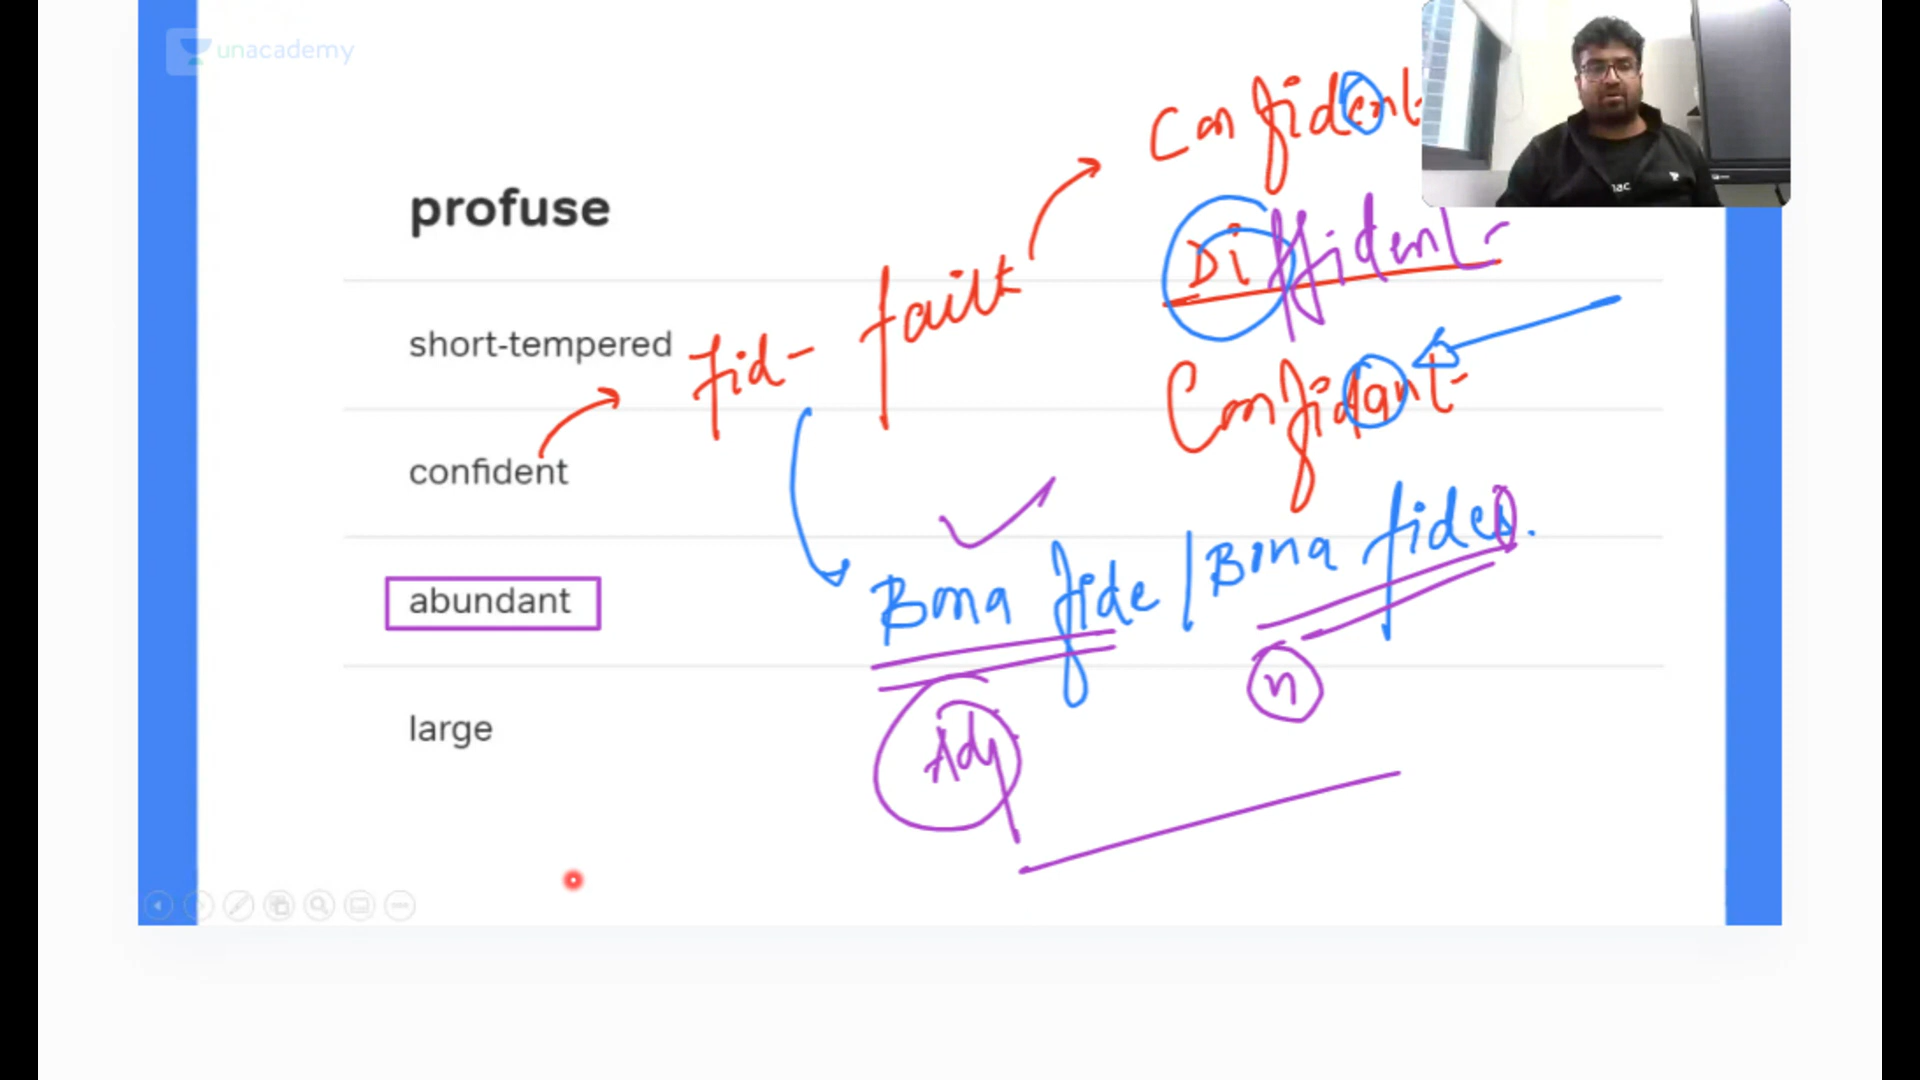 unacademy
Confident
profuse
Diffident-
short-tempered
fid- faith
Confidant-
confident
Bona fide / Bona fides.
abundant
n
large
Adj